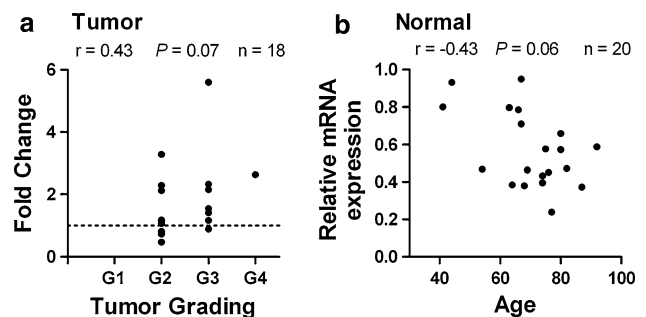 a Tumor
r = 0.43 P = 0.07 n = 18
Fold Change
6
4
2
0
G1 G2 G3 G4
Tumor Grading
b Normal
r = -0.43 P = 0.06 n = 20
Relative mRNA
expression
1.0
0.8
0.6
0.4
0.2
0.0
40 60 80 100
Age